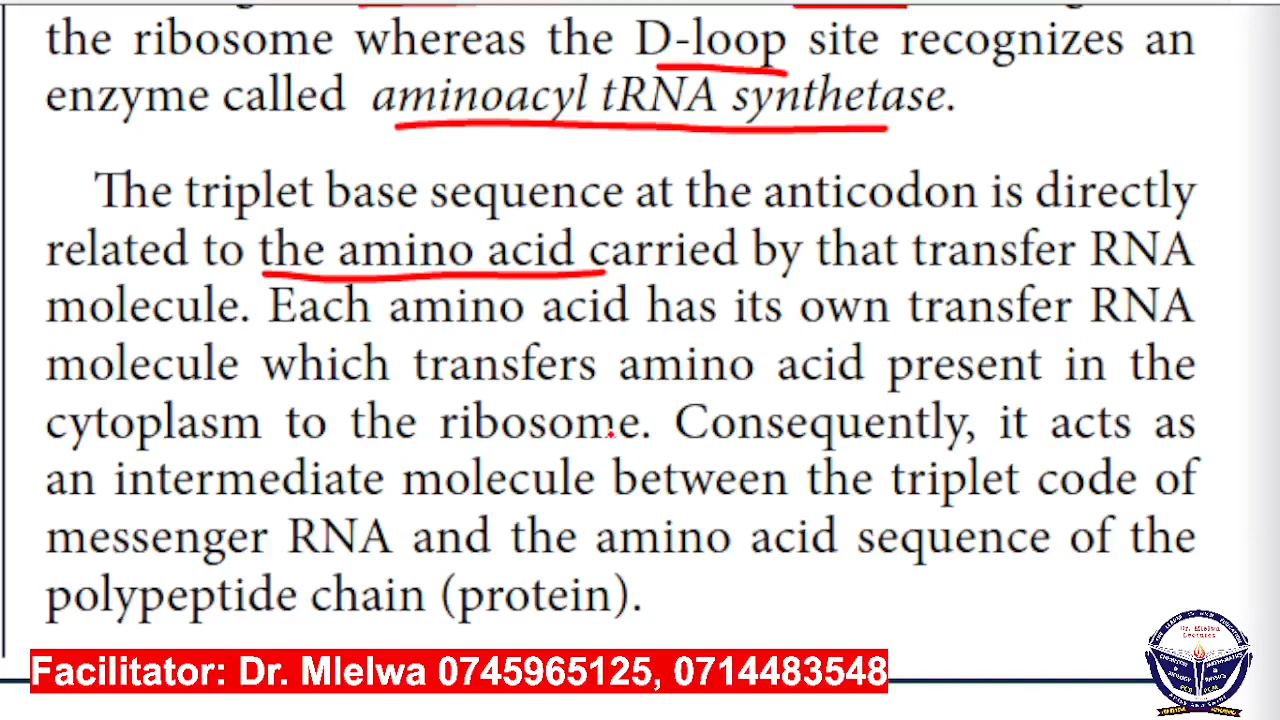 the ribosome whereas the D-loop site recognizes an
enzyme called aminoacyl tRNA synthetase.
The triplet base sequence at the anticodon is directly
related to the amino acid carried by that transfer RNA
molecule. Each amino acid has its own transfer RNA
molecule which transfers amino acid present in the
cytoplasm to the ribosome. Consequently, it acts as
an intermediate molecule between the triplet code of
messenger RNA and the amino acid sequence of the
polypeptide chain (protein).
Facilitator: Dr. Mlelwa 0745965125, 0714483548
Dr. Mlelwa
Lectures